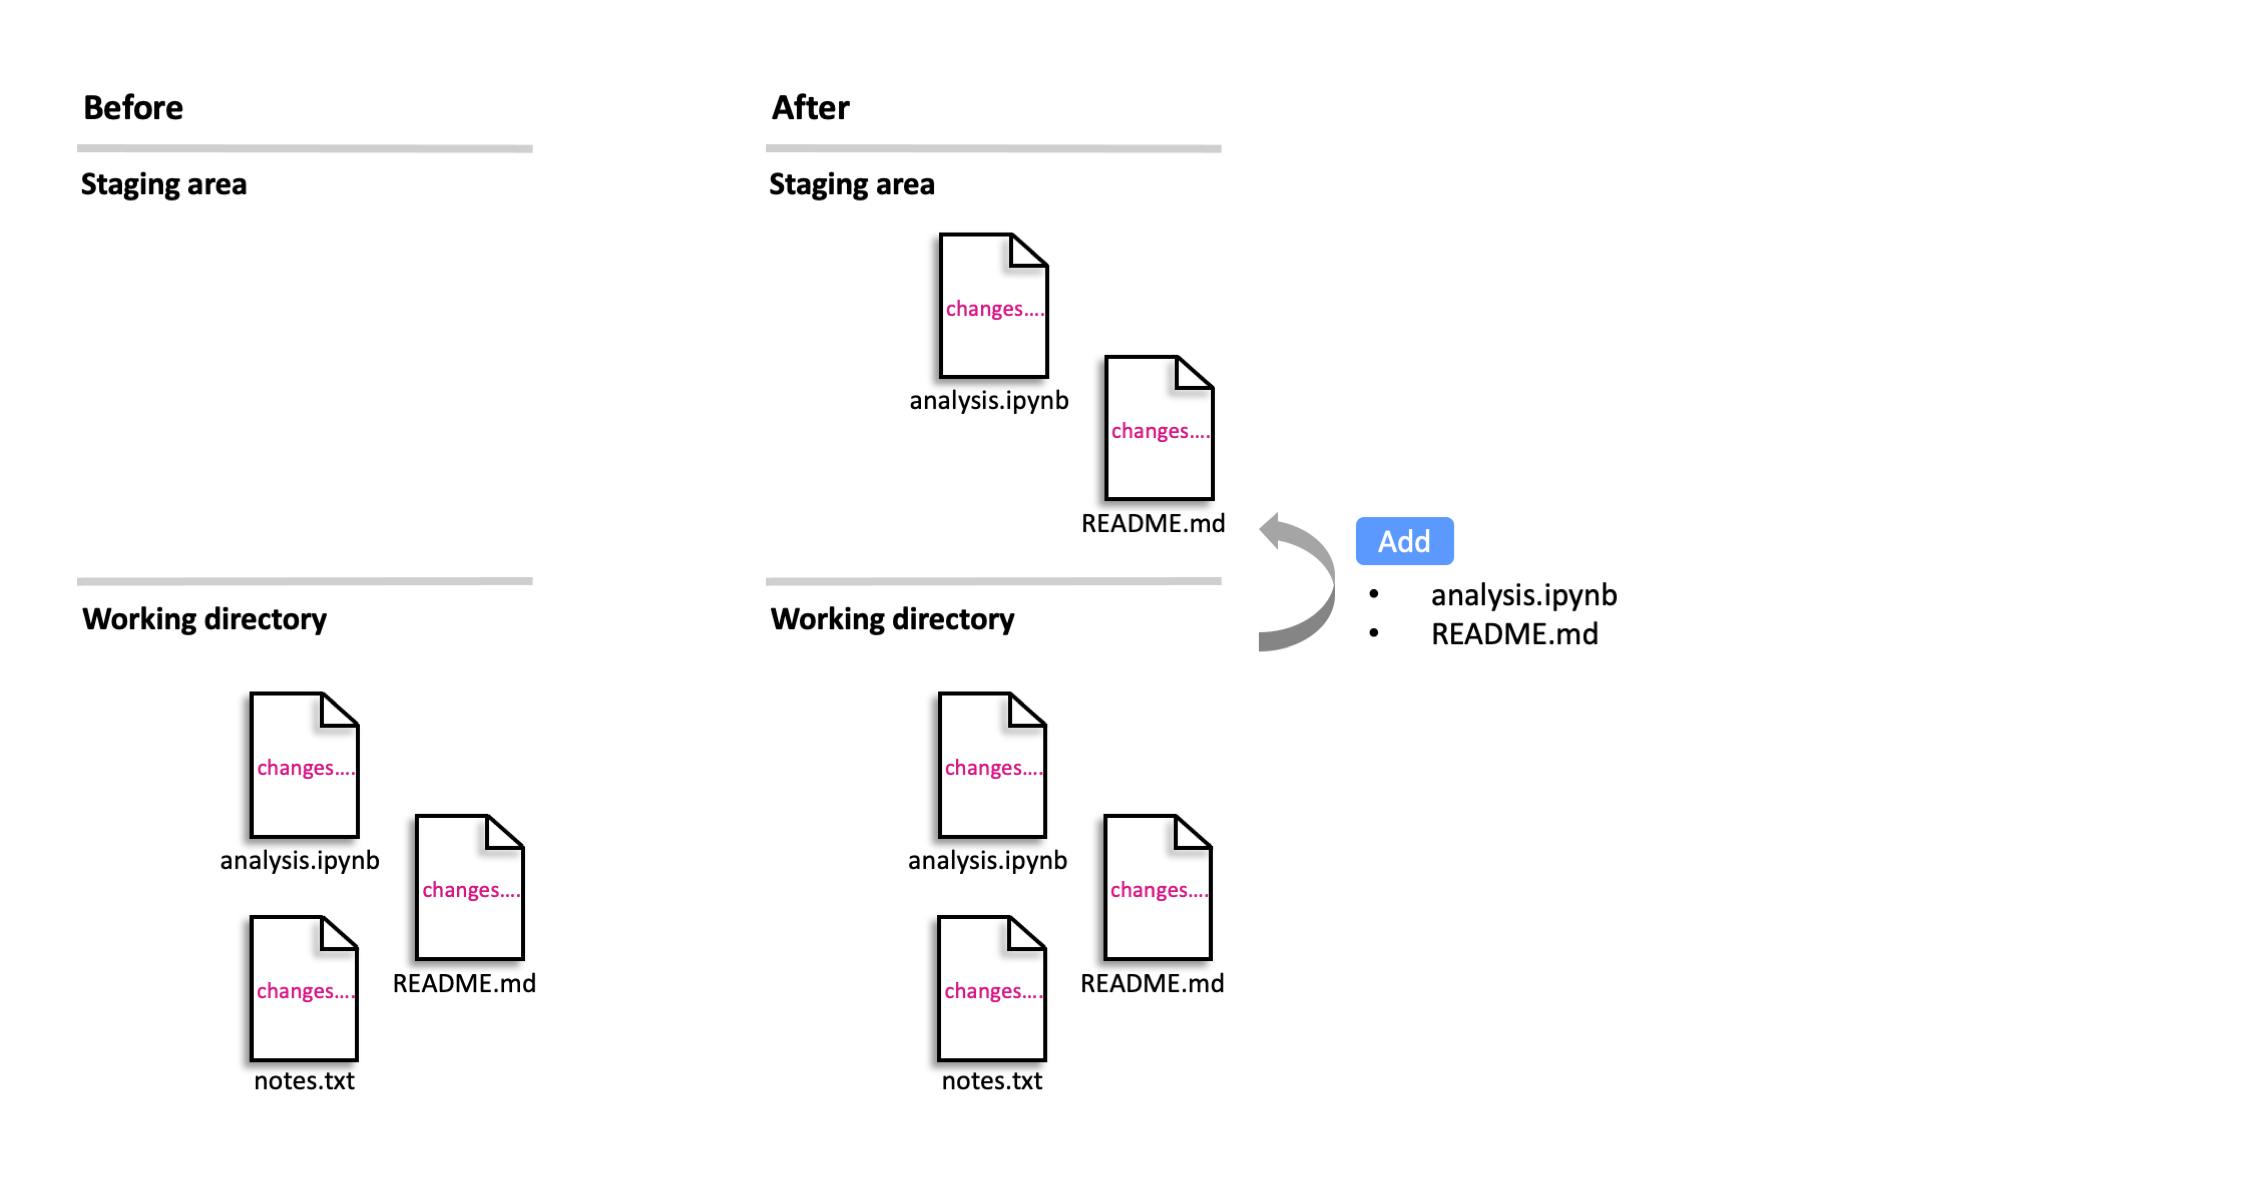 Before
Staging area
Working directory
changes....
analysis.ipynb
changes....
README.md
changes....
notes.txt
After
Staging area
changes....
analysis.ipynb
changes....
README.md
Working directory
changes....
analysis.ipynb
changes....
README.md
changes....
notes.txt
Add
• analysis.ipynb
• README.md